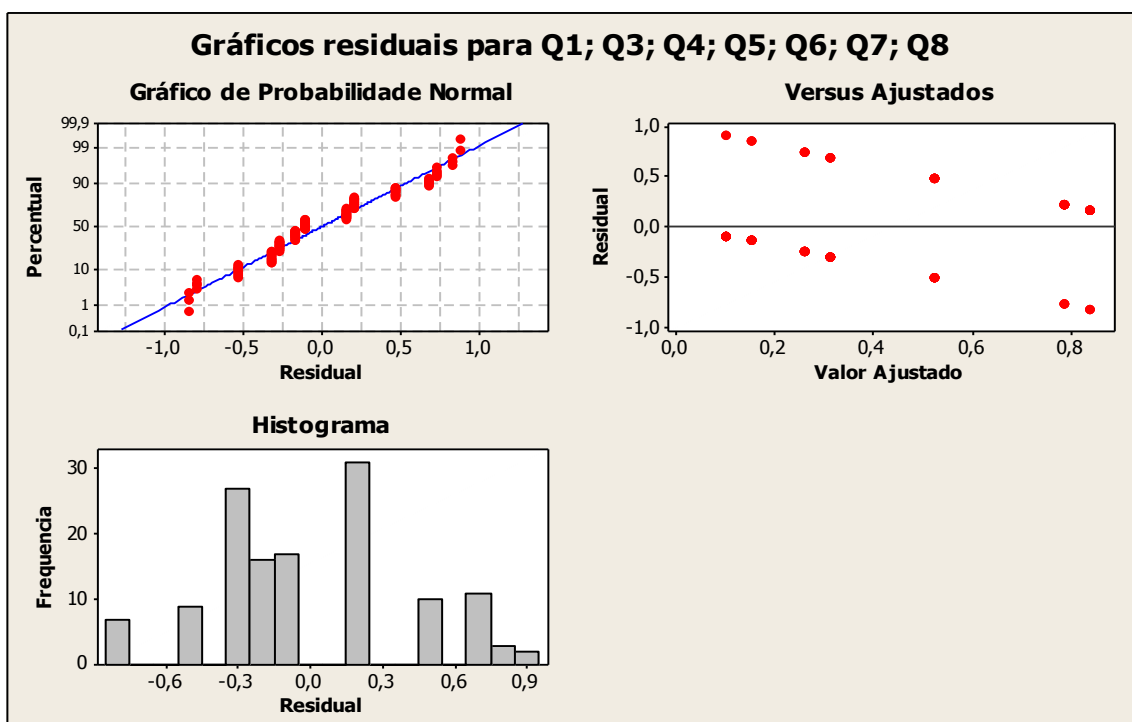 Gráficos residuais para Q1; Q3; Q4; Q5; Q6; Q7; Q8
Gráfico de Probabilidade Normal
99,9
99
90
50
10
1
0,1
Percentual
-1,0 -0,5 0,0 0,5 1,0
Residual
Versus Ajustados
1,0
0,5
0,0
-0,5
-1,0
Residual
0,0 0,2 0,4 0,6 0,8
Valor Ajustado
Histograma
30
20
10
0
Frequencia
-0,6 -0,3 0,0 0,3 0,6 0,9
Residual